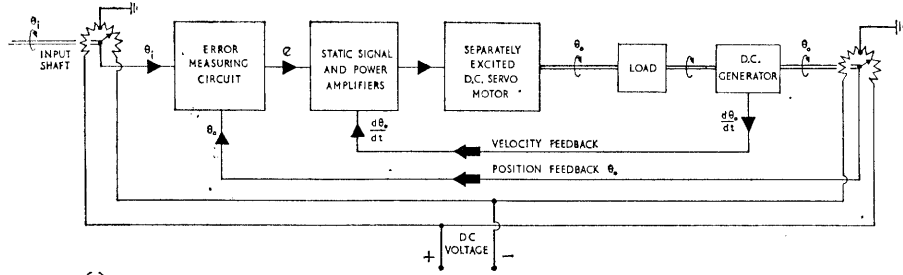 θi
INPUT
SHAFT
θi
ERROR
MEASURING
CIRCUIT
e
STATIC SIGNAL
AND POWER
AMPLIFIERS
SEPARATELY
EXCITED
D.C. SERVO
MOTOR
θo
LOAD
D.C.
GENERATOR
θo
θo
dθo
dt
dθo
dt
VELOCITY FEEDBACK
POSITION FEEDBACK θo
+
DC
VOLTAGE
−